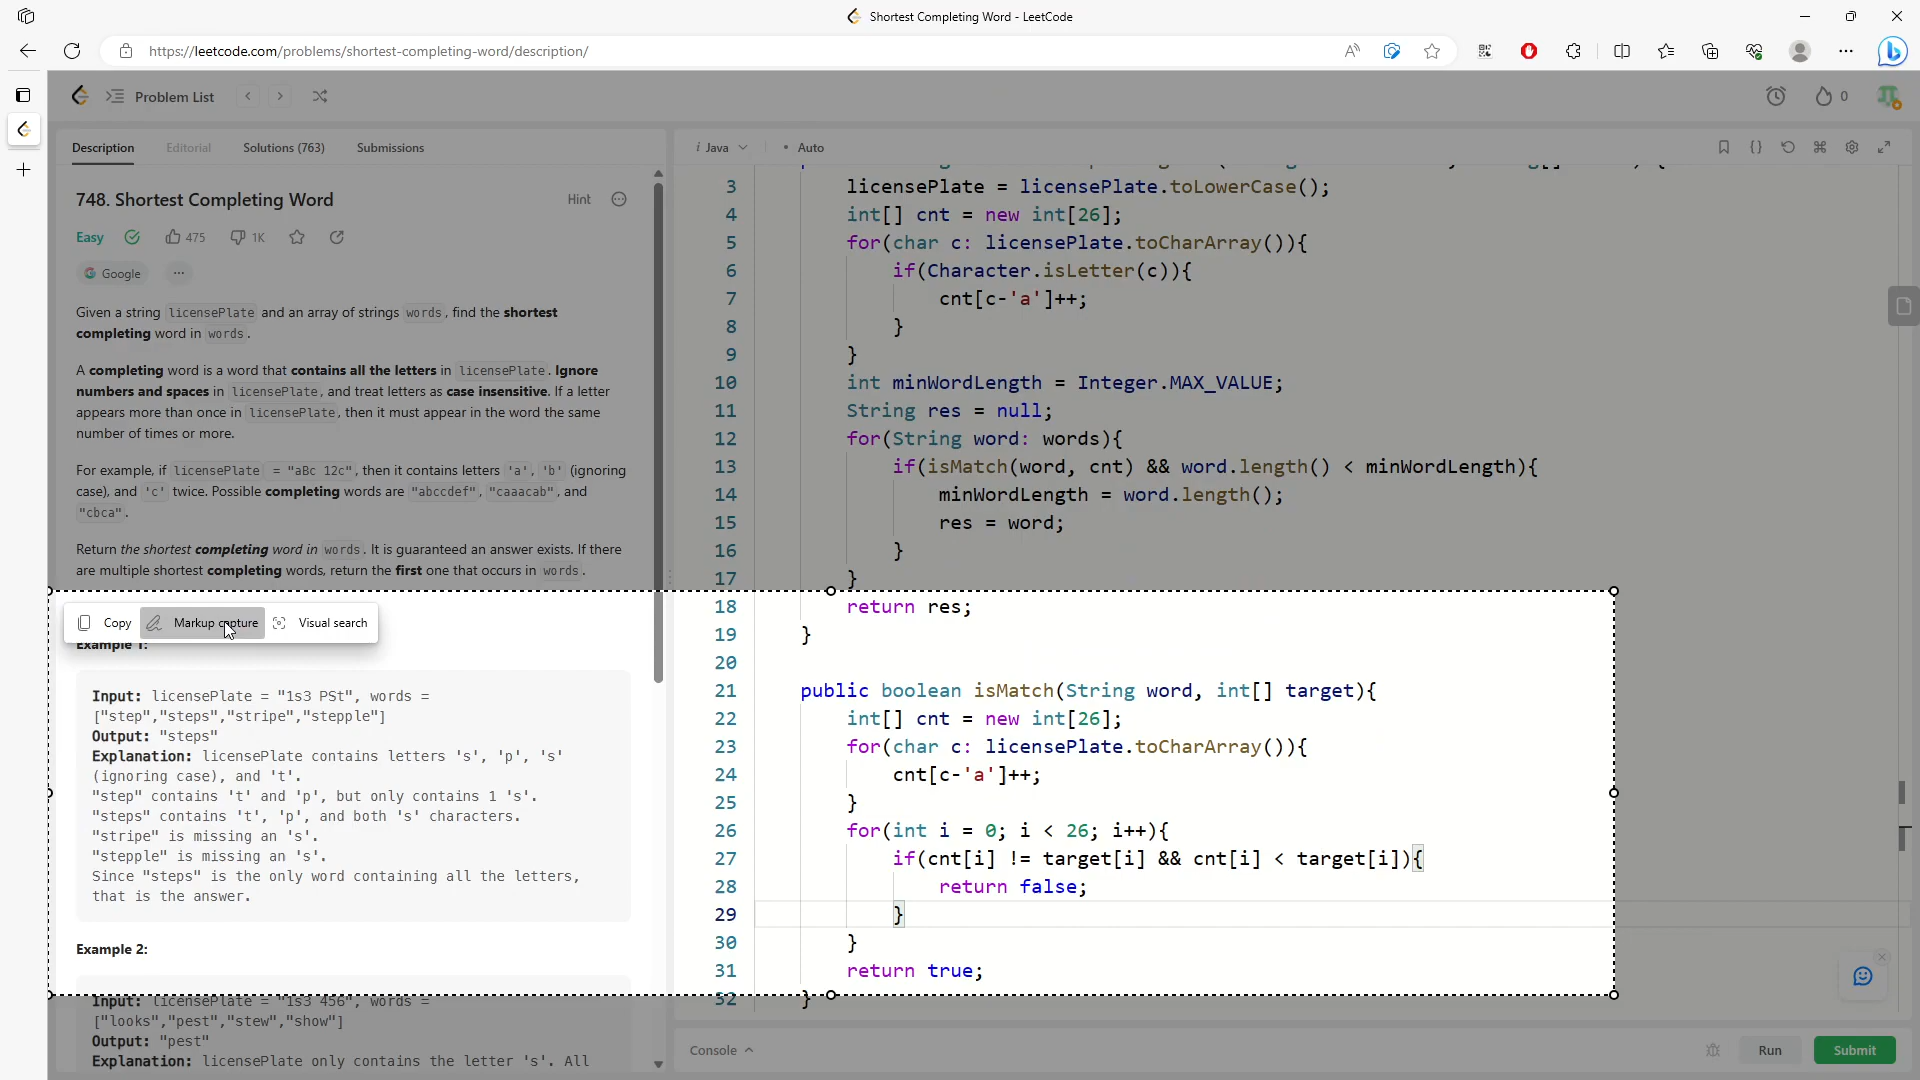 Shortest Completing Word - LeetCode
https://leetcode.com/problems/shortest-completing-word/description/
Problem List
0
Description
Editorial
Solutions (763)
Submissions
748. Shortest Completing Word
Hint
Easy
475
1K
Google
Given a string licensePlate and an array of strings words, find the shortest
completing word in words.
A completing word is a word that contains all the letters in licensePlate. Ignore
numbers and spaces in licensePlate, and treat letters as case insensitive. If a letter
appears more than once in licensePlate, then it must appear in the word the same
number of times or more.
For example, if licensePlate = "aBc 12c", then it contains letters 'a', 'b' (ignoring
case), and 'c' twice. Possible completing words are "abccdef", "caaacab", and
"cbca".
Return the shortest completing word in words. It is guaranteed an answer exists. If there
are multiple shortest completing words, return the first one that occurs in words.
Copy
Markup capture
Visual search
Example 1:
Input: licensePlate = "1s3 PSt", words =
["step","steps","stripe","stepple"]
Output: "steps"
Explanation: licensePlate contains letters 's', 'p', 's'
(ignoring case), and 't'.
"step" contains 't' and 'p', but only contains 1 's'.
"steps" contains 't', 'p', and both 's' characters.
"stripe" is missing an 's'.
"stepple" is missing an 's'.
Since "steps" is the only word containing all the letters,
that is the answer.
Example 2:
Input: licensePlate = "1s3 456", words =
["looks","pest","stew","show"]
Output: "pest"
Explanation: licensePlate only contains the letter 's'. All
i Java
Auto
3 licensePlate = licensePlate.toLowerCase();
4 int[] cnt = new int[26];
5 for(char c: licensePlate.toCharArray()){
6 if(Character.isLetter(c)){
7 cnt[c-'a']++;
8 }
9 }
10 int minWordLength = Integer.MAX_VALUE;
11 String res = null;
12 for(String word: words){
13 if(isMatch(word, cnt) && word.length() < minWordLength){
14 minWordLength = word.length();
15 res = word;
16 }
17 }
18 return res;
19 }
20
21 public boolean isMatch(String word, int[] target){
22 int[] cnt = new int[26];
23 for(char c: licensePlate.toCharArray()){
24 cnt[c-'a']++;
25 }
26 for(int i = 0; i < 26; i++){
27 if(cnt[i] != target[i] && cnt[i] < target[i]){
28 return false;
29 }
30 }
31 return true;
32 }
Console
Run
Submit